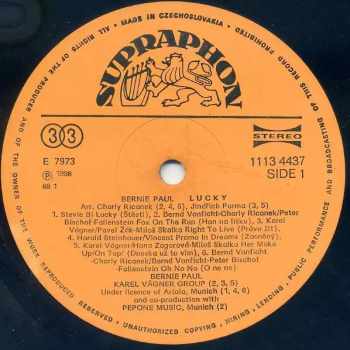 MADE IN CZECHOSLOVAKIA
ALL RIGHTS OF THE PRODUCER AND OF THE OWNER OF THE WORK REPRODUCED RESERVED
UNAUTHORIZED COPYING · HIRING · LENDING · PUBLIC PERFORMANCE AND BROADCASTING OF THIS RECORD PROHIBITED
SUPRAPHON
33
STEREO
E 7973
1113 4437
SIDE 1
Ⓟ
88 1
BERNIE PAUL LUCKY
Arr. Charly Ricanek (2, 4, 6), Jindřich Parma (3, 5)
1. Stevie Bi Lucky (Štěstí), 2. Bernd Vonficht-Charly Ricanek/Peter
Bischof-Fallenstein Fox On The Run (Hon na lišku), 3. Karel
Vágner/Pavel Žák-Miloš Skalka Right To Live (Právo žít),
4. Harald Steinhauer/Vincent Promo In Dreams (Zasněný),
5. Karel Vágner/Hana Zagorová-Miloš Skalka Her Make
Up/On Top/ (Dneska už to vím), 6. Bernd Vonficht-
Charly Ricanek/Bernd Vonficht-Peter Bischof
Fallenstein Oh No No (O ne ne)
BERNIE PAUL
KAREL VÁGNER GROUP (2, 3, 5)
Under licence of Ariola, Munich (1, 4, 6)
and co-production with
PEPONE MUSIC, Munich (2)